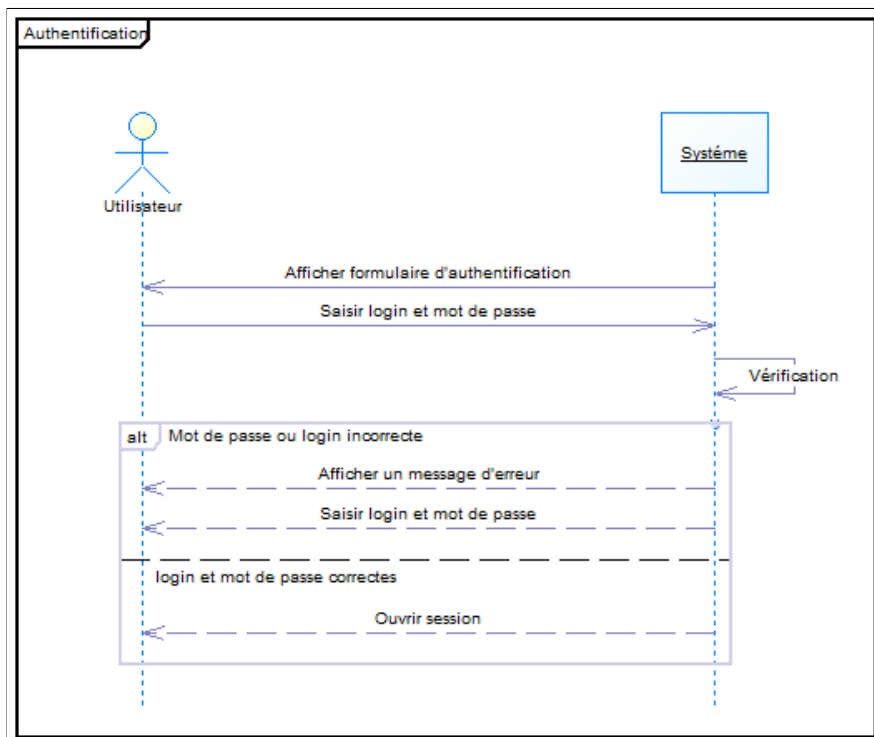 Authentification
Systéme
Utilisateur
Afficher formulaire d'authentification
Saisir login et mot de passe
Vérification
alt Mot de passe ou login incorrecte
Afficher un message d'erreur
Saisir login et mot de passe
login et mot de passe correctes
Ouvrir session